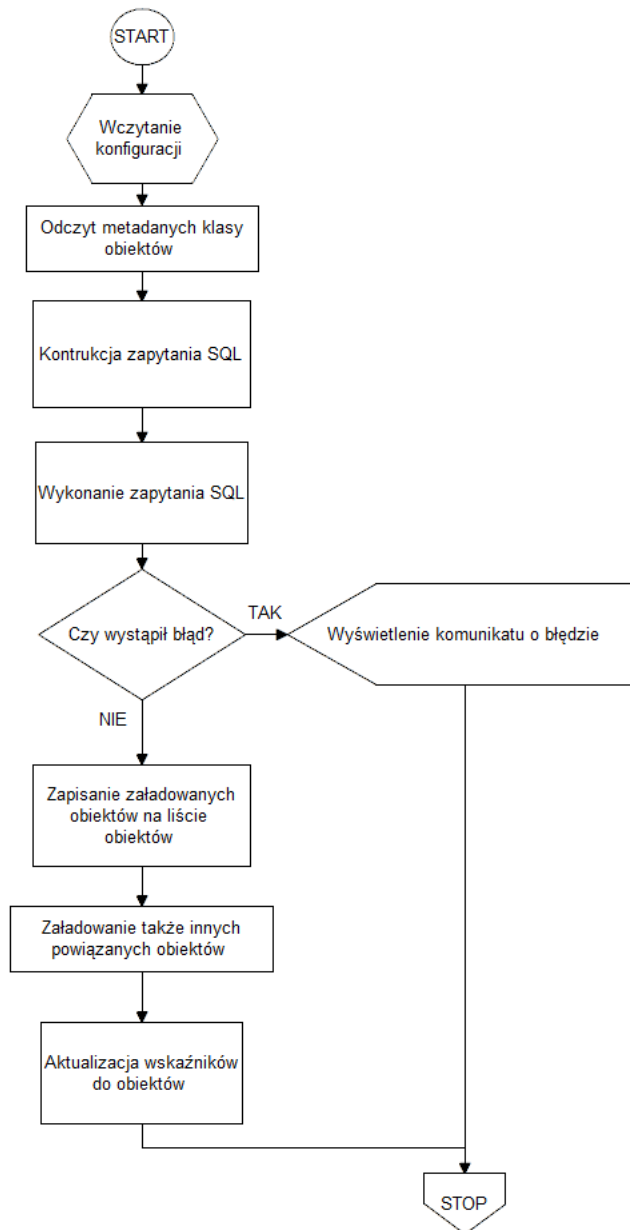 START
Wczytanie
konfiguracji
Odczyt metadanych klasy
obiektów
Kontrukcja zapytania SQL
Wykonanie zapytania SQL
Czy wystąpił błąd?
TAK
Wyświetlenie komunikatu o błędzie
NIE
Zapisanie załadowanych
obiektów na liście
obiektów
Załadowanie także innych
powiązanych obiektów
Aktualizacja wskaźników
do obiektów
STOP